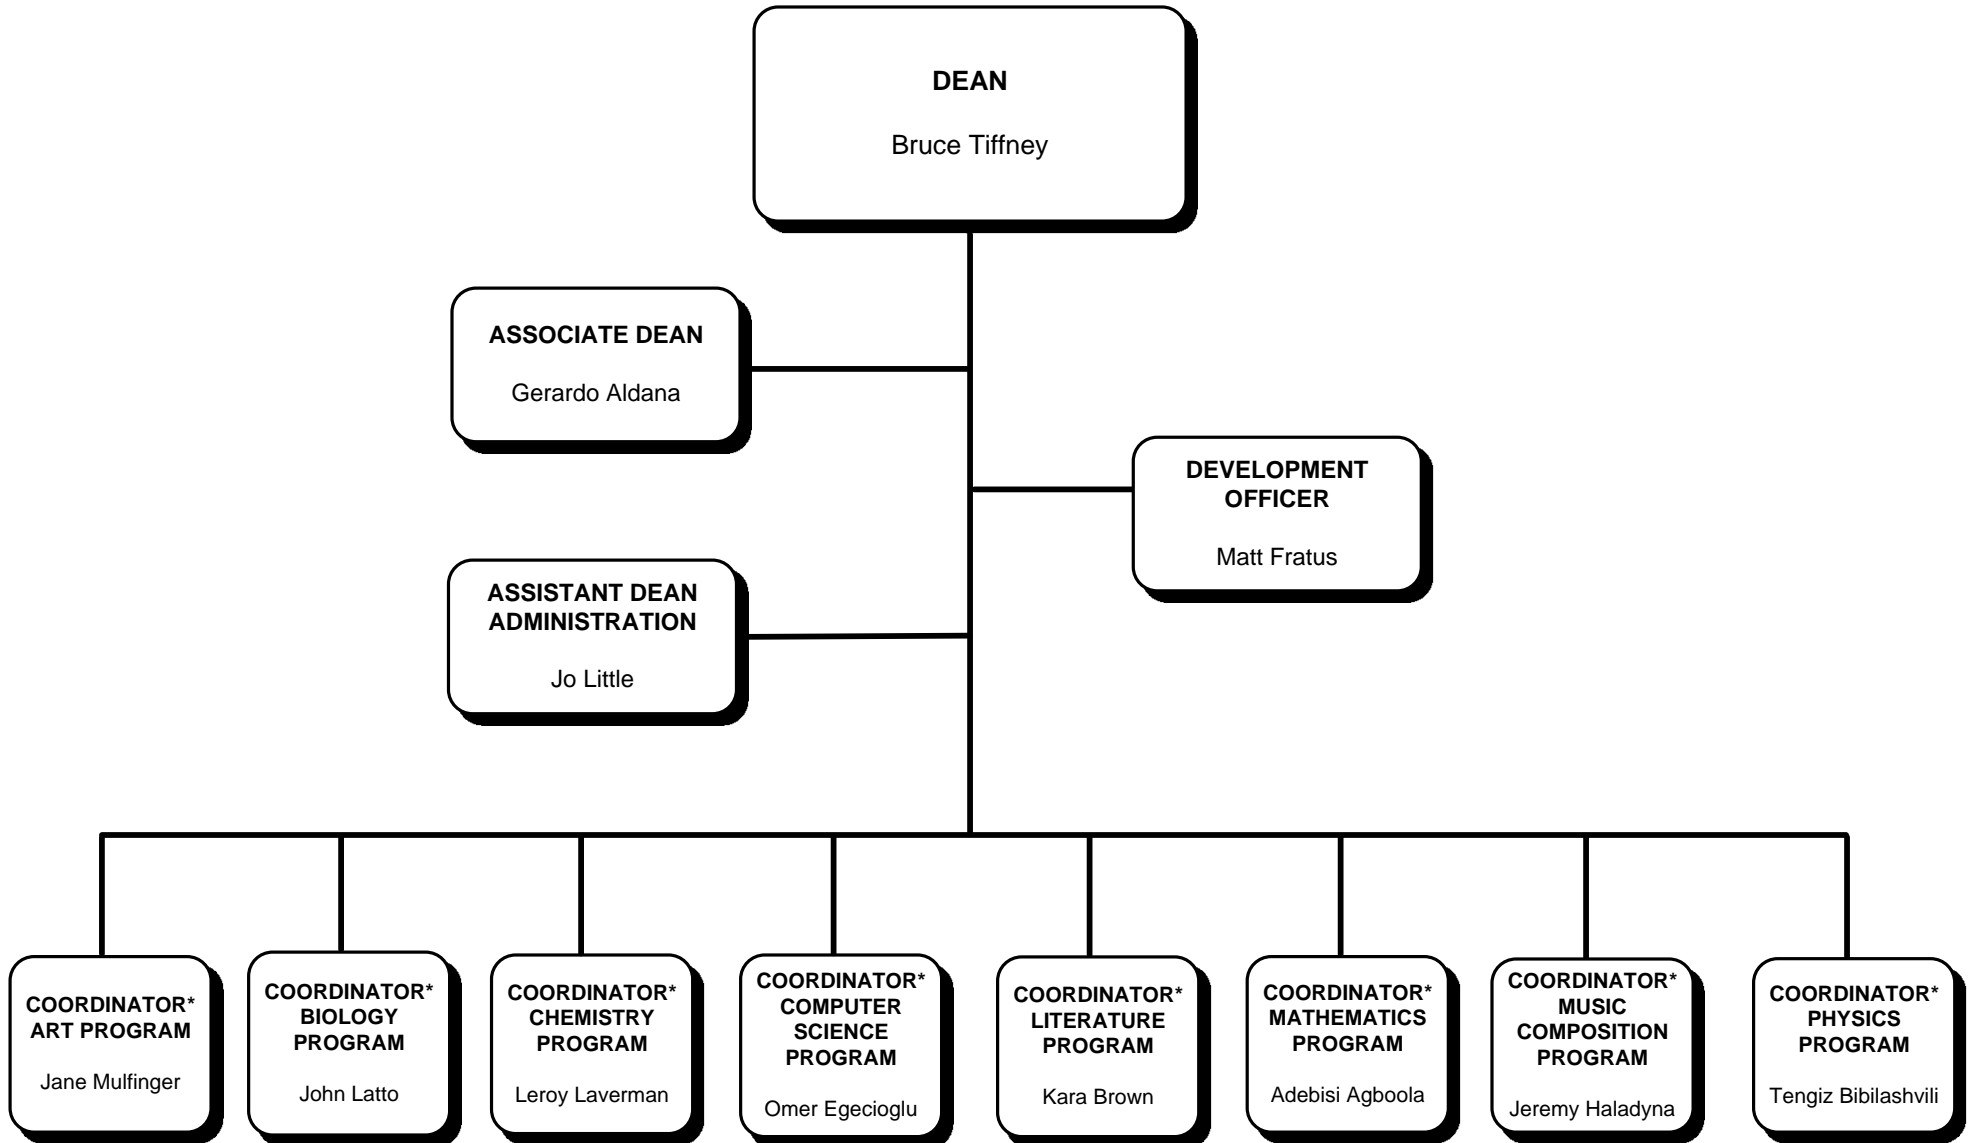 DEAN
Bruce Tiffney
ASSOCIATE DEAN
Gerardo Aldana
DEVELOPMENT
OFFICER
Matt Fratus
ASSISTANT DEAN
ADMINISTRATION
Jo Little
COORDINATOR*
ART PROGRAM
Jane Mulfinger
COORDINATOR*
BIOLOGY
PROGRAM
John Latto
COORDINATOR*
CHEMISTRY
PROGRAM
Leroy Laverman
COORDINATOR*
COMPUTER
SCIENCE
PROGRAM
Omer Egecioglu
COORDINATOR*
LITERATURE
PROGRAM
Kara Brown
COORDINATOR*
MATHEMATICS
PROGRAM
Adebisi Agboola
COORDINATOR*
MUSIC
COMPOSITION
PROGRAM
Jeremy Haladyna
COORDINATOR*
PHYSICS
PROGRAM
Tengiz Bibilashvili